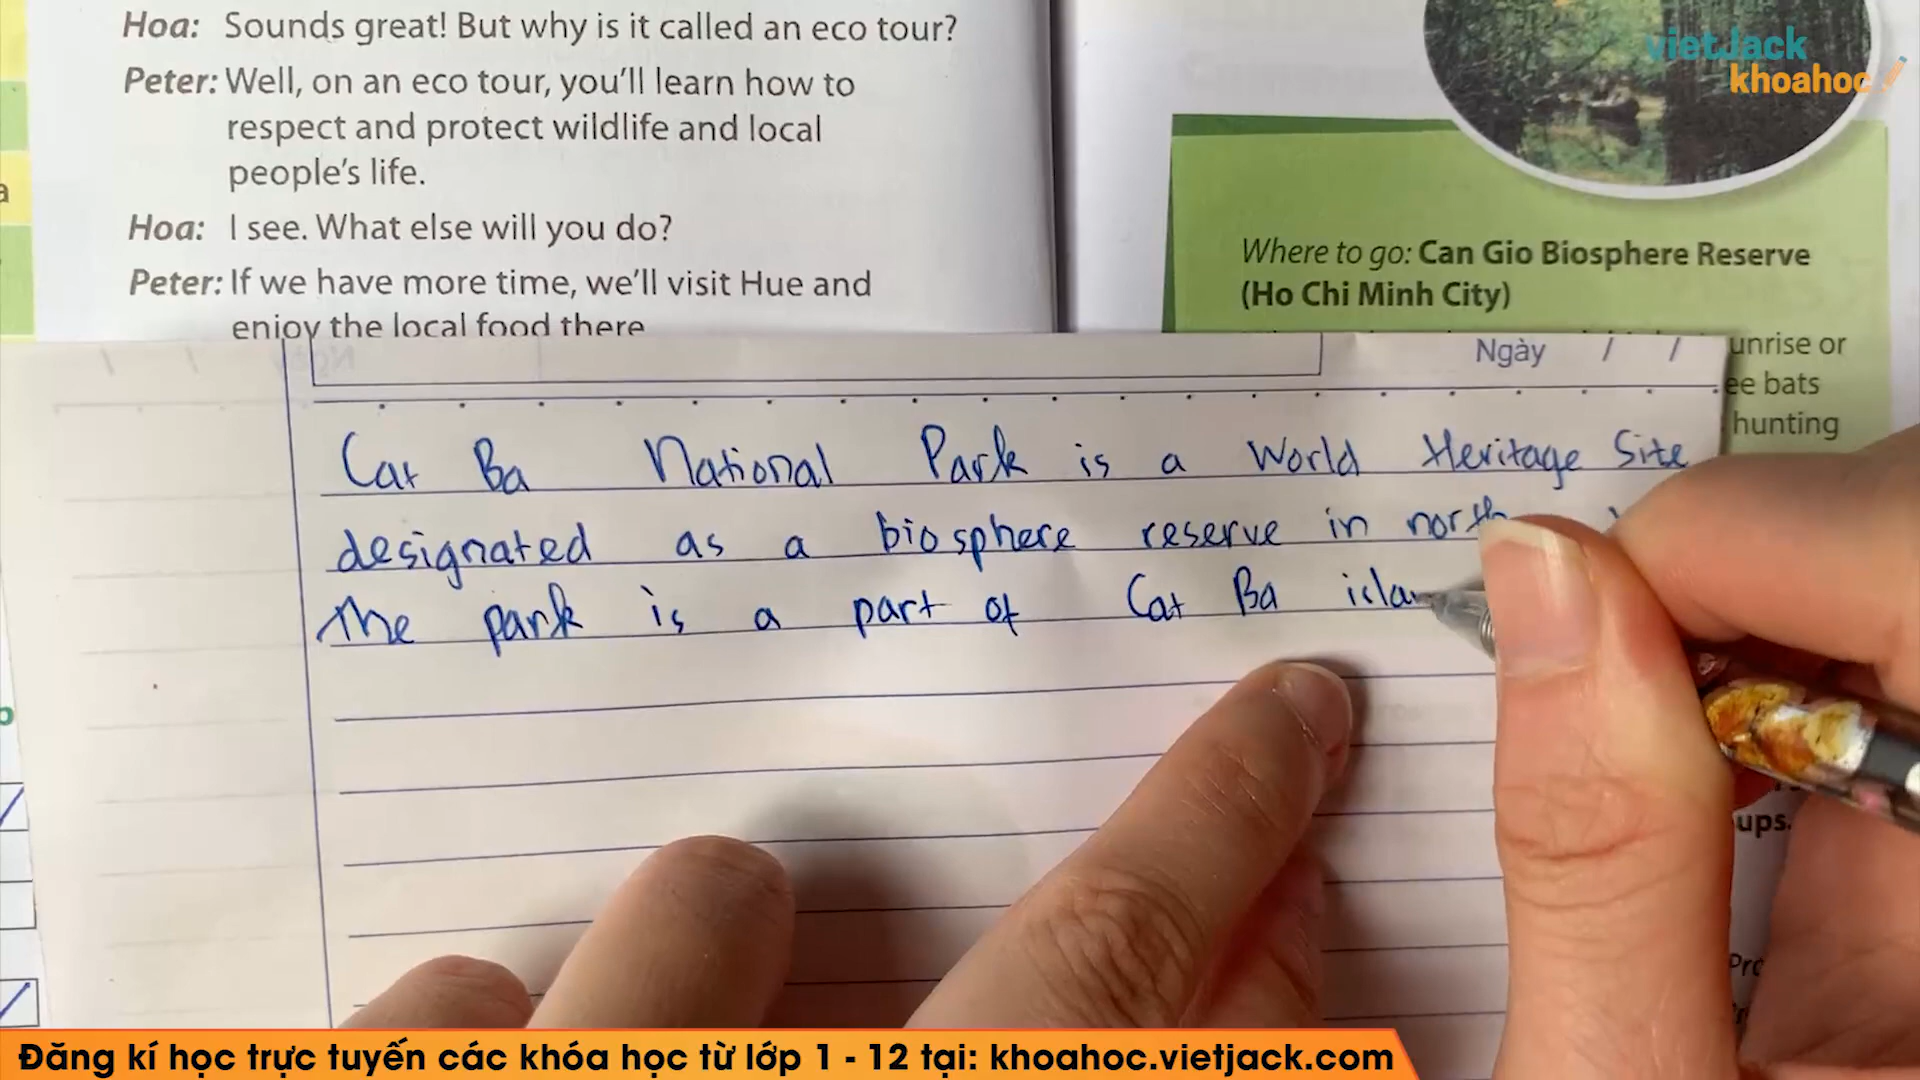 Hoa: Sounds great! But why is it called an eco tour?
Peter: Well, on an eco tour, you'll learn how to
respect and protect wildlife and local
people's life.
Hoa: I see. What else will you do?
Peter: If we have more time, we'll visit Hue and
enjoy the local food there
vietJack
khoahoc
Where to go: Can Gio Biosphere Reserve
(Ho Chi Minh City)
unrise or
ee bats
hunting
Ngày / /
Cat Ba National Park is a World Heritage Site
designated as a biosphere reserve in north
The park is a part of Cat Ba islan
ups.
Pro
Đăng kí học trực tuyến các khóa học từ lớp 1 - 12 tại: khoahoc.vietjack.com